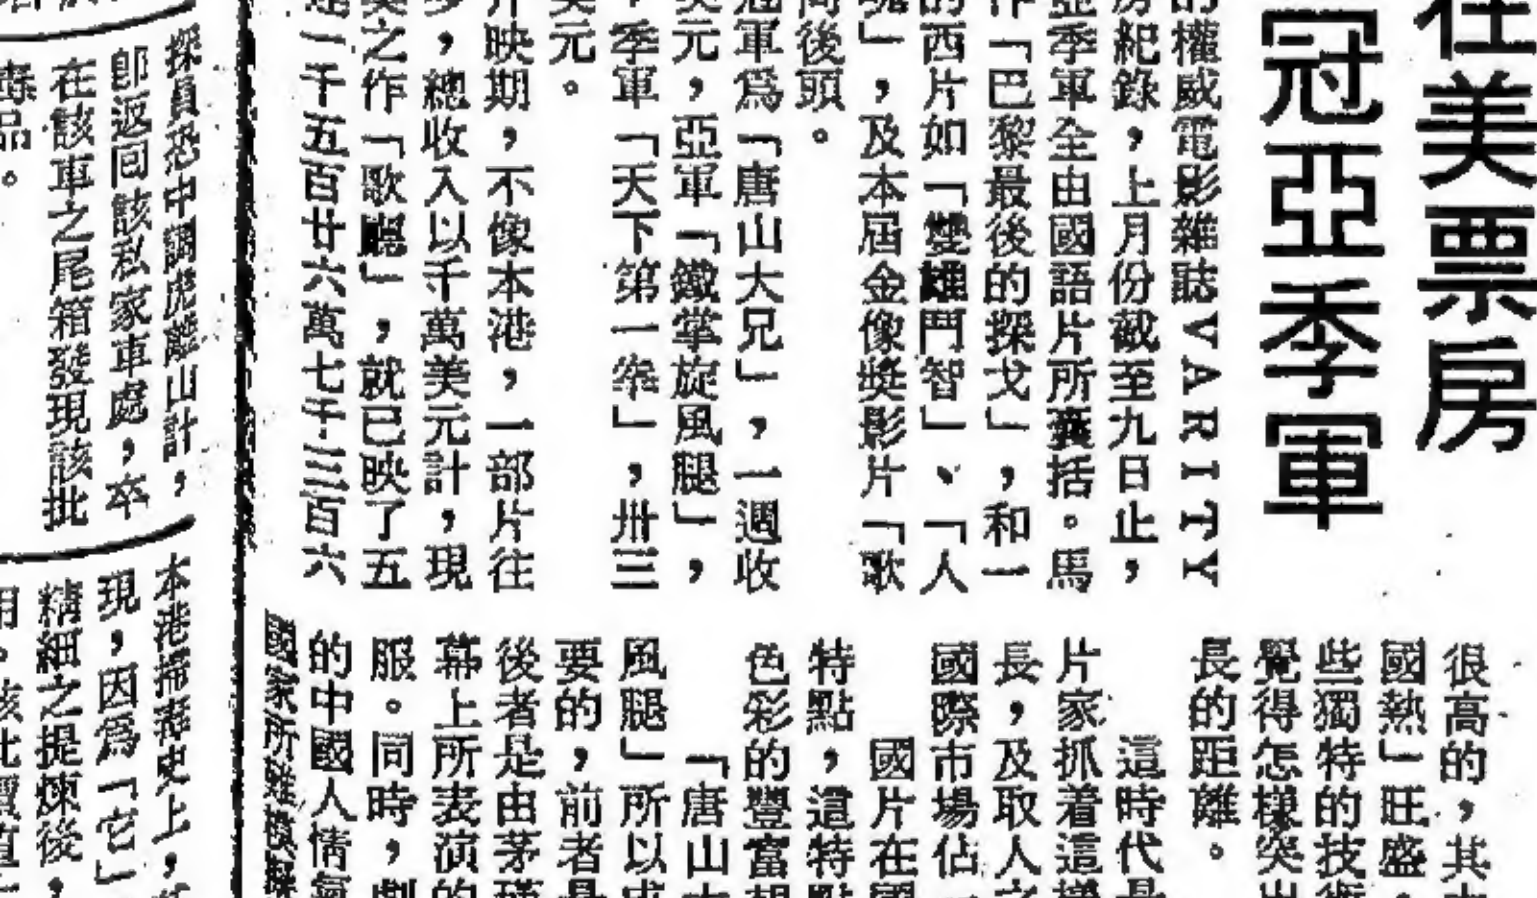 在美票房
冠亞季軍
的權威電影雜誌VARITY
房紀錄，上月份截至九日止，
亞季軍全由國語片所囊括。馬
作「巴黎最後的探戈」，和一
的西片如「雙雄鬥智」、「人
魂」，及本屆金像獎影片「歌
後頭。
冠軍為「唐山大兄」，一週收
美元，亞軍「鐵掌旋風腿」，
季軍「天下第一拳」，卅三
美元。
片映期，不像本港，一部片往
多，總收入以千萬美元計，現
美之作「歌廳」，就已映了五
達一千五百廿六萬七千三百六
很高的，其
國熱」旺盛，
些獨特的技術
覺得怎樣突出
長的距離。
這時代是
片家抓着這
長，及取人之
國際市場佔
國片在國
特點，這特點
色彩的豐富
「唐山大
風腿」所以
要的，前者是
後者是由茅瑛
幕上所表演的
服。同時，劇
的中國人情
國家所難模擬
探員恐中調虎離山計，
即返回該私家車處，卒
在該車之尾箱發現該批
毒品。
本港掃毒史上，
現，因為「它」
精細之提煉後，